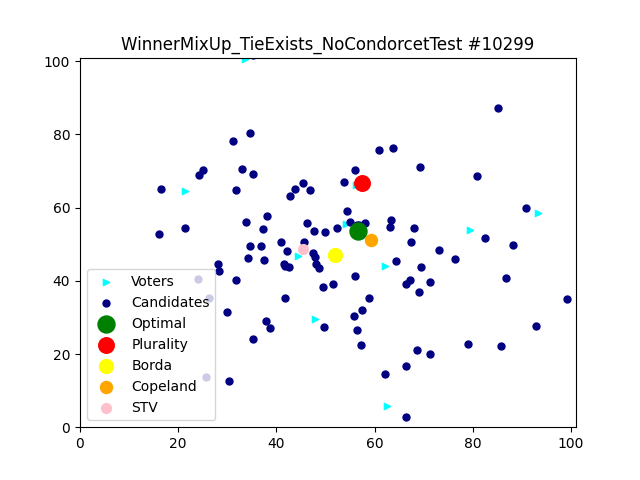 WinnerMixUp_TieExists_NoCondorcetTest #10299
100
80
60
40
20
0
Voters
Candidates
Optimal
Plurality
Borda
Copeland
STV
0 20 40 60 80 100